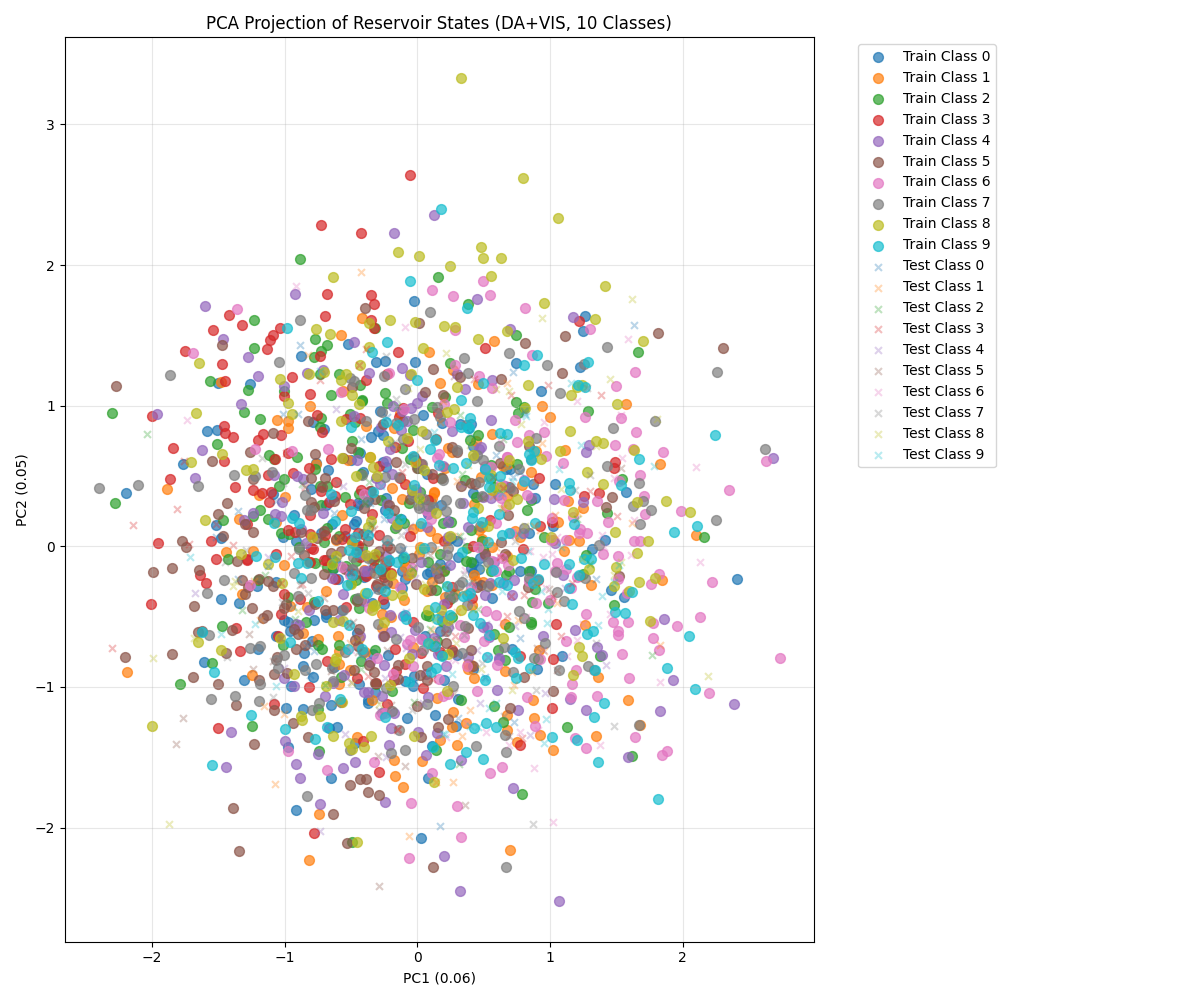 PCA Projection of Reservoir States (DA+VIS, 10 Classes)
3
2
1
0
−1
−2
PC2 (0.05)
−2
−1
0
1
2
PC1 (0.06)
Train Class 0
Train Class 1
Train Class 2
Train Class 3
Train Class 4
Train Class 5
Train Class 6
Train Class 7
Train Class 8
Train Class 9
Test Class 0
Test Class 1
Test Class 2
Test Class 3
Test Class 4
Test Class 5
Test Class 6
Test Class 7
Test Class 8
Test Class 9